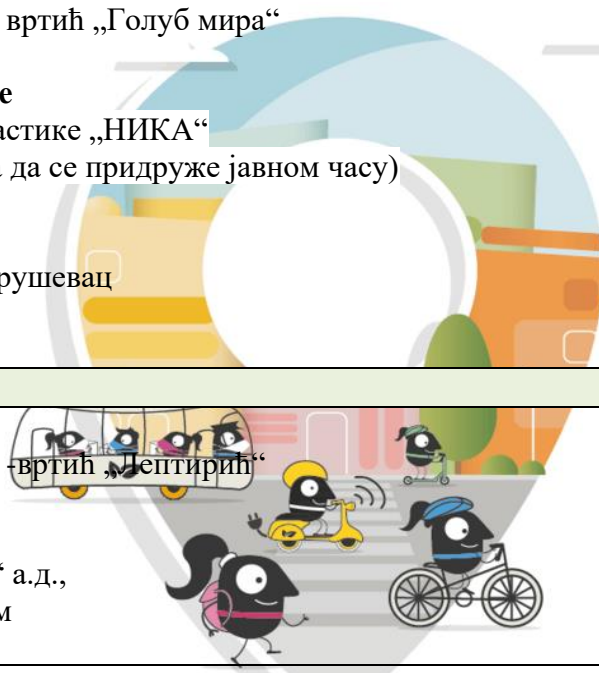 вртић „Голуб мира“
е
астике „НИКА“
да се придруже јавном часу)
рушевац
-вртић „Лептирић“
“ а.д.,
м